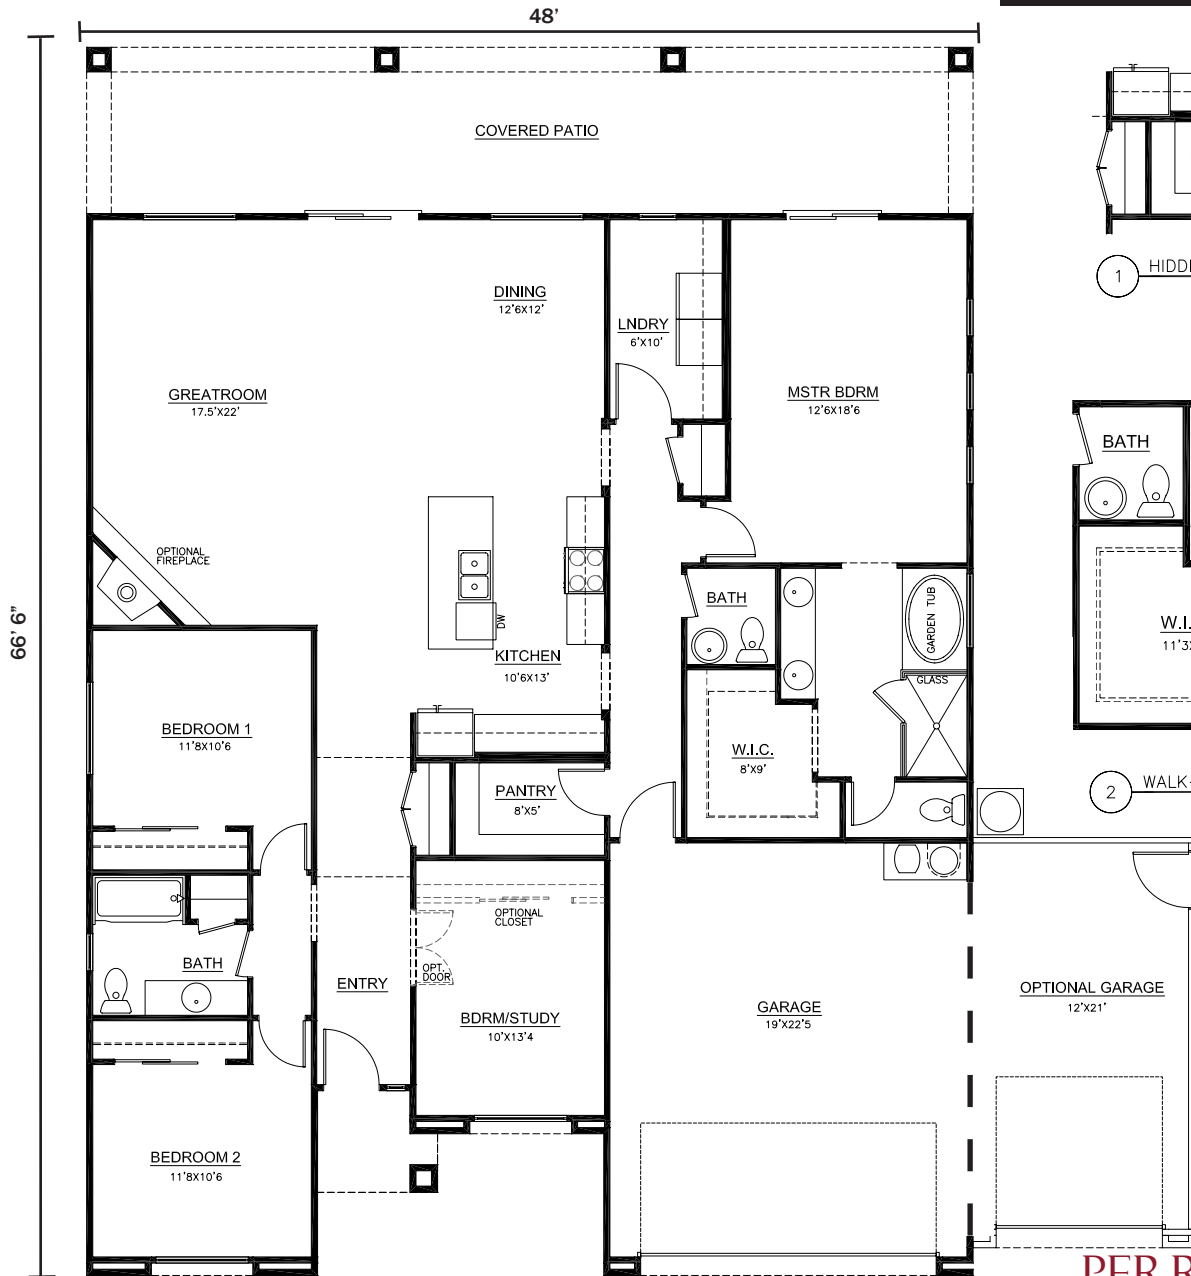 48'
COVERED PATIO
DINING
12'6X12'
LNDRY
6'X10'
GREATROOM
17.5'X22'
MSTR BDRM
12'6X18'6
OPTIONAL
FIREPLACE
66' 6"
DW
KITCHEN
10'6X13'
BATH
GARDEN TUB
GLASS
BEDROOM 1
11'8X10'6
W.I.C.
8'X9'
PANTRY
8'X5'
OPTIONAL
CLOSET
OPT.
DOOR
BATH
ENTRY
BDRM/STUDY
10'X13'4
GARAGE
19'X22'5
OPTIONAL GARAGE
12'X21'
BEDROOM 2
11'8X10'6
1
BATH
2
WALK-
PER